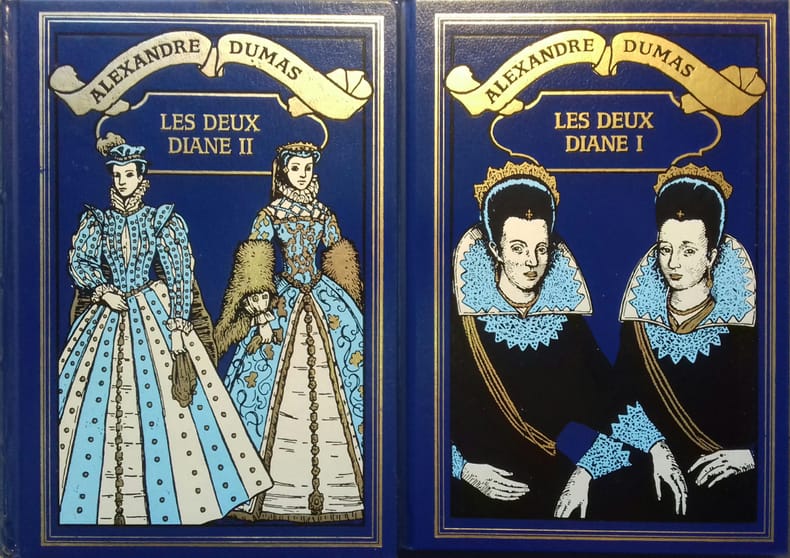 ALEXANDRE DUMAS
LES DEUX
DIANE II
ALEXANDRE DUMAS
LES DEUX
DIANE I